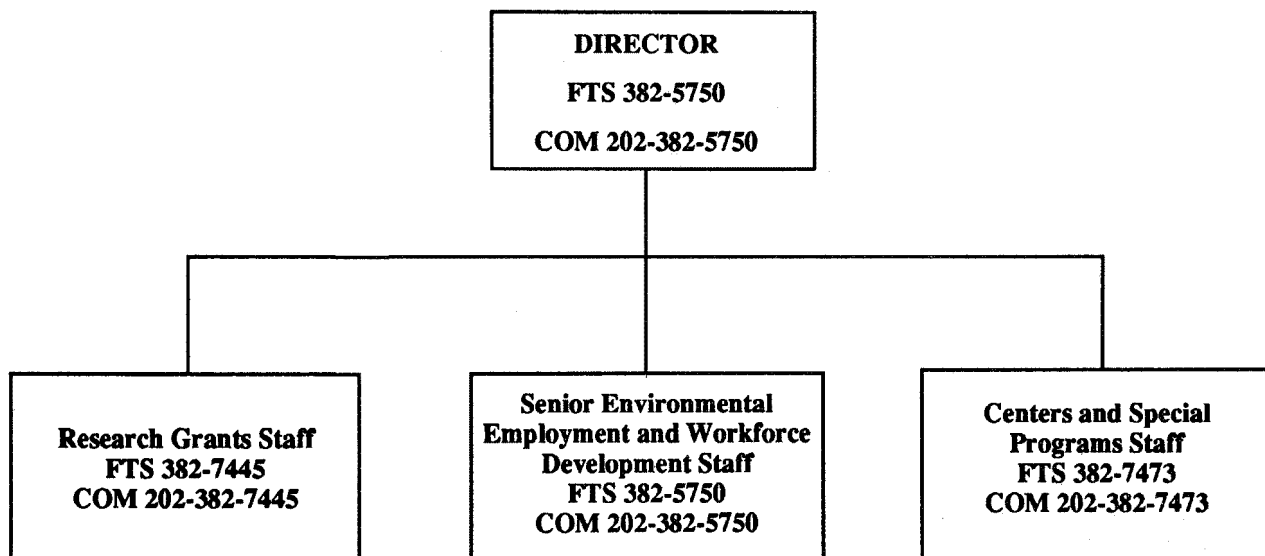 DIRECTOR
FTS 382-5750
COM 202-382-5750
Research Grants Staff
FTS 382-7445
COM 202-382-7445
Senior Environmental
Employment and Workforce
Development Staff
FTS 382-5750
COM 202-382-5750
Centers and Special
Programs Staff
FTS 382-7473
COM 202-382-7473